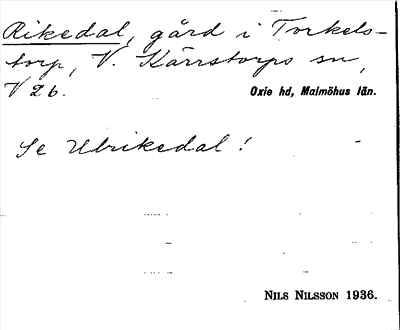 Rikedal, gård i Torkels-
torp, V. Kärrstorps sn,
V 26.
Oxie hd, Malmöhus län.
Se Ulrikedal!
NILS NILSSON 1936.